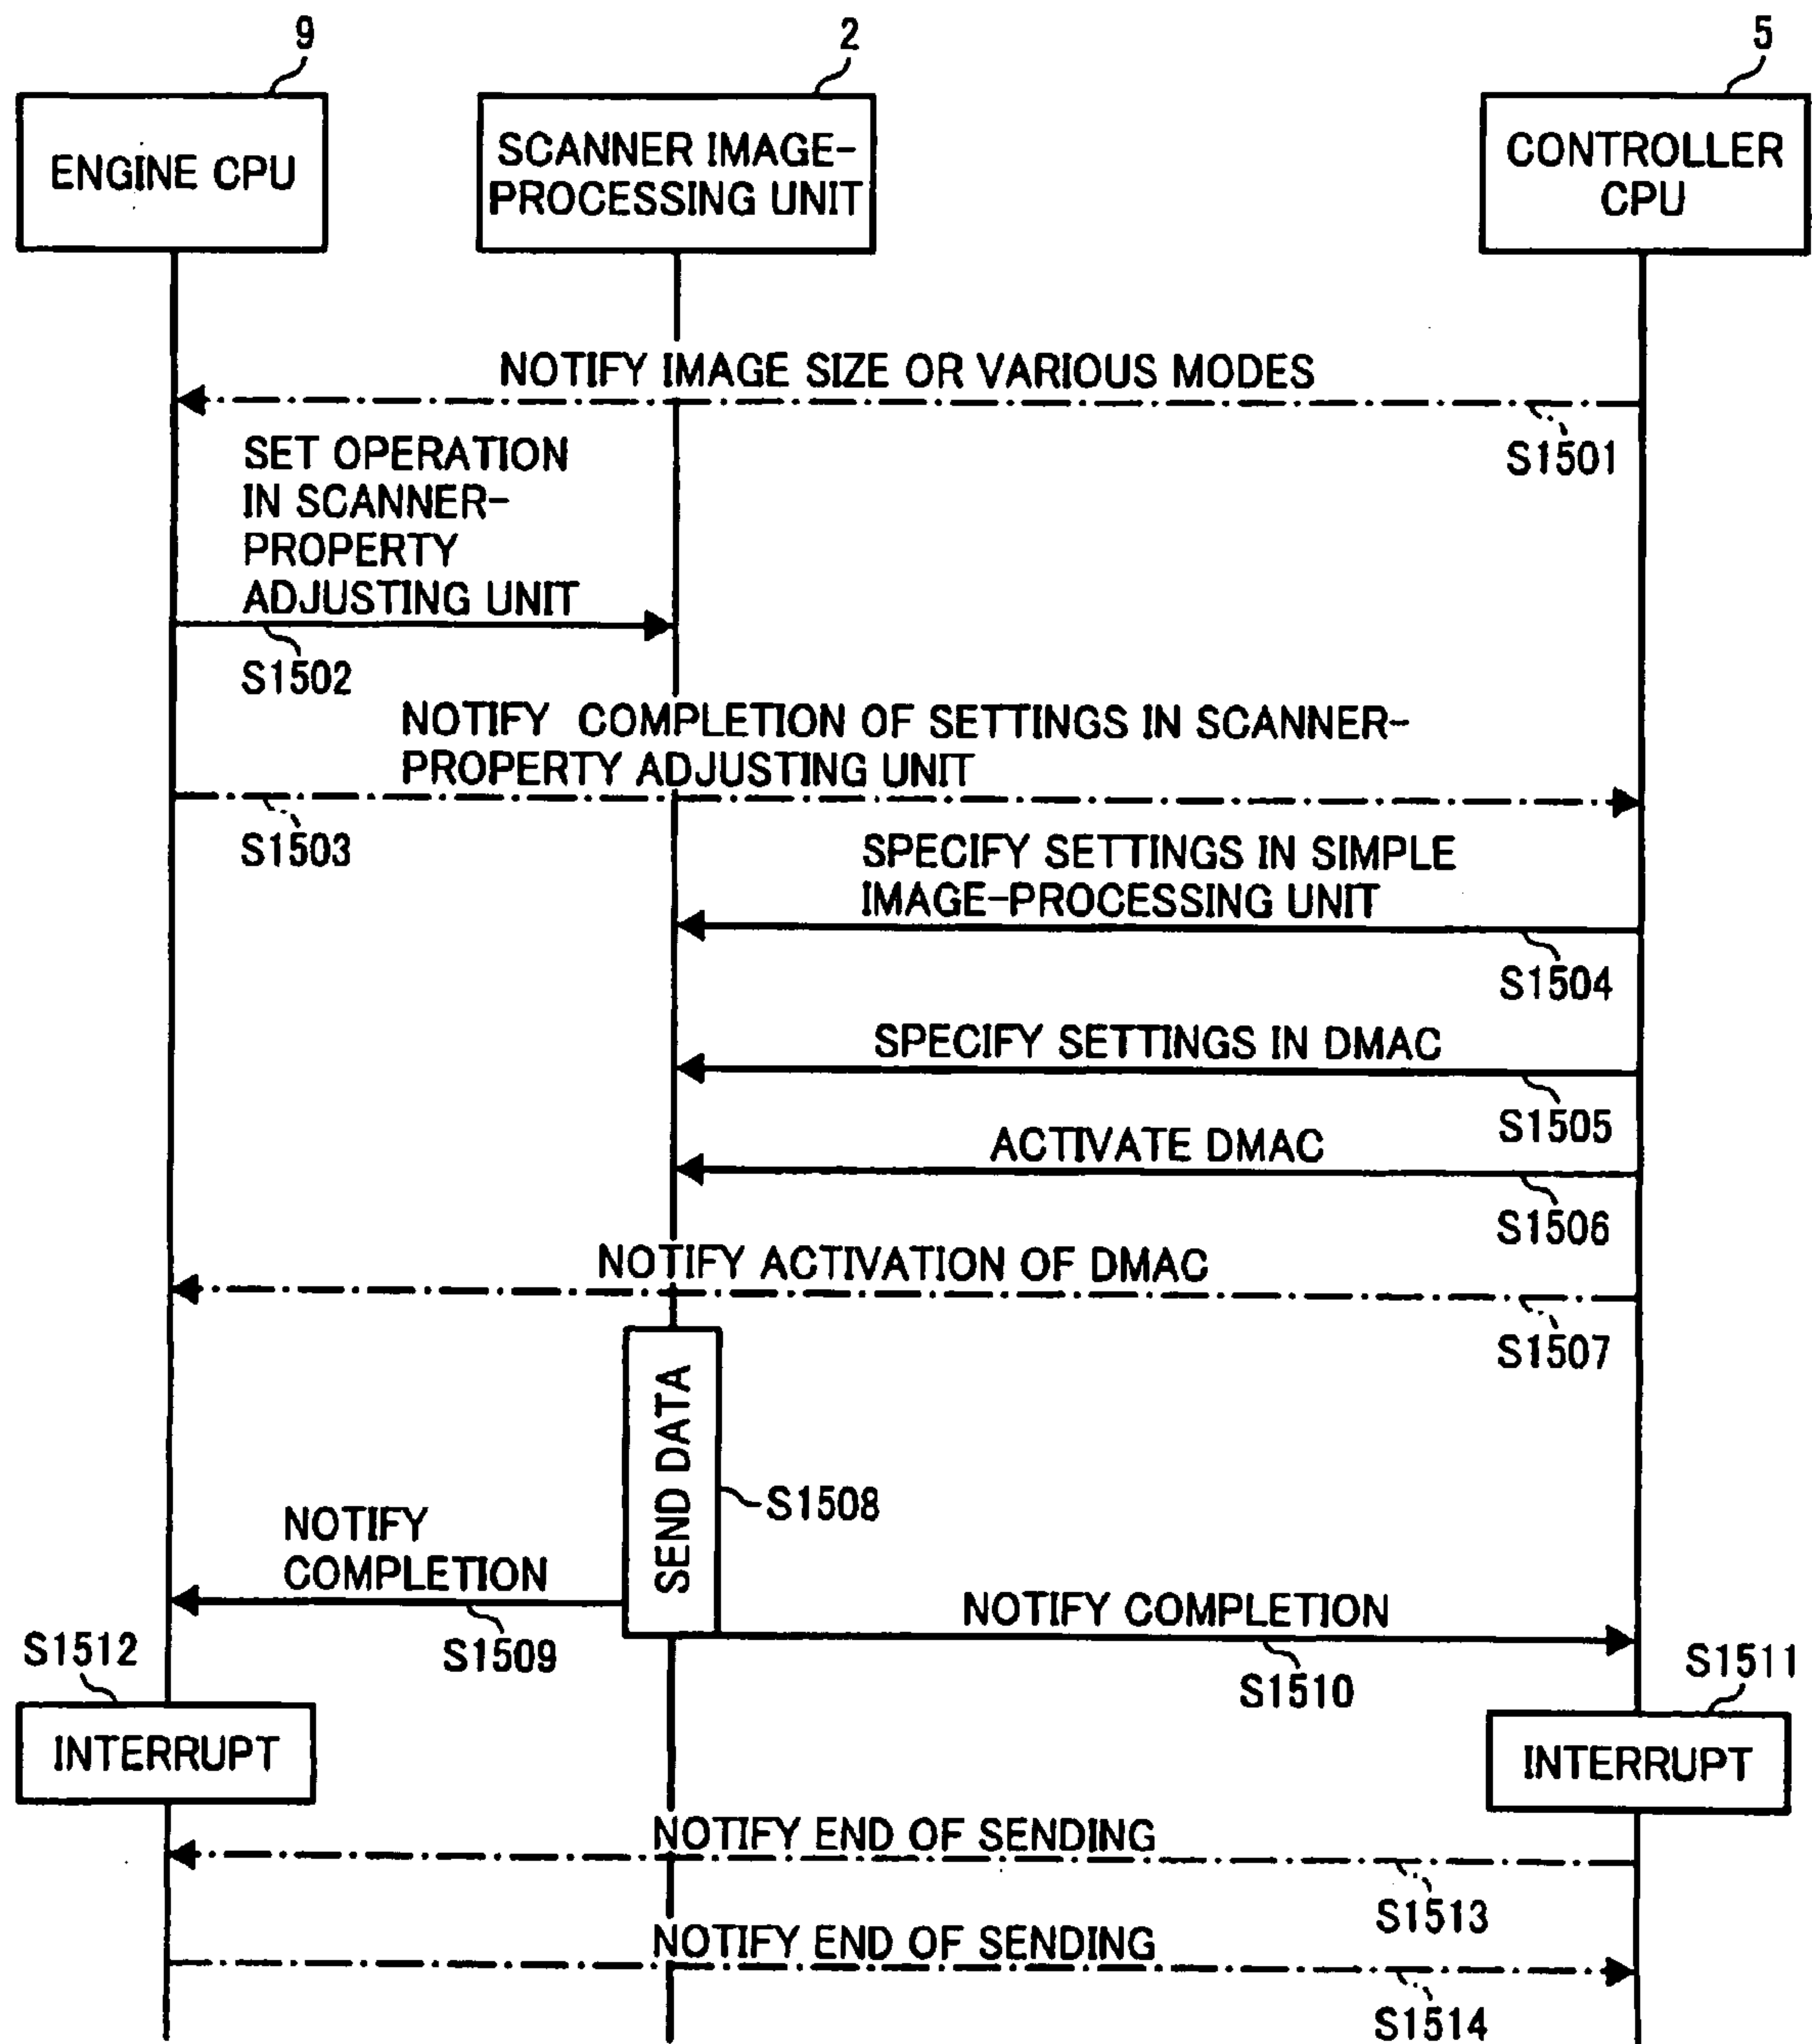 9
2
5
ENGINE CPU
SCANNER IMAGE-
PROCESSING UNIT
CONTROLLER
CPU
NOTIFY IMAGE SIZE OR VARIOUS MODES
S1501
SET OPERATION
IN SCANNER-
PROPERTY
ADJUSTING UNIT
S1502
NOTIFY COMPLETION OF SETTINGS IN SCANNER-
PROPERTY ADJUSTING UNIT
S1503
SPECIFY SETTINGS IN SIMPLE
IMAGE-PROCESSING UNIT
S1504
SPECIFY SETTINGS IN DMAC
S1505
ACTIVATE DMAC
S1506
NOTIFY ACTIVATION OF DMAC
S1507
SEND DATA
S1508
NOTIFY
COMPLETION
S1509
NOTIFY COMPLETION
S1510
S1512
S1511
INTERRUPT
INTERRUPT
NOTIFY END OF SENDING
S1513
NOTIFY END OF SENDING
S1514